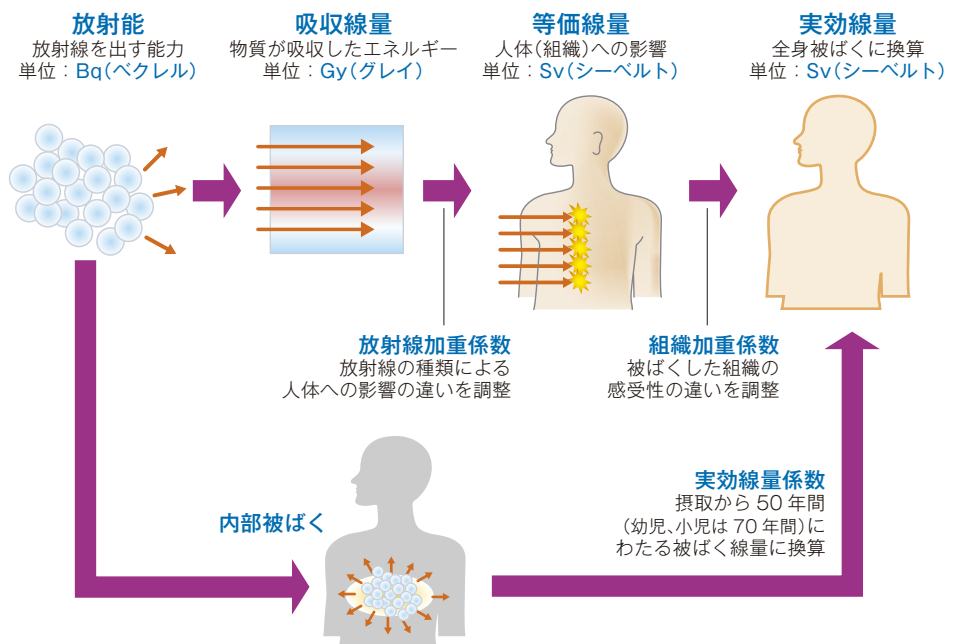 放射能
放射線を出す能力
単位：Bq（ベクレル）
吸収線量
物質が吸収したエネルギー
単位：Gy（グレイ）
等価線量
人体（組織）への影響
単位：Sv（シーベルト）
実効線量
全身被ばくに換算
単位：Sv（シーベルト）
放射線加重係数
放射線の種類による
人体への影響の違いを調整
組織加重係数
被ばくした組織の
感受性の違いを調整
内部被ばく
実効線量係数
摂取から 50 年間
（幼児、小児は 70 年間）に
わたる被ばく線量に換算